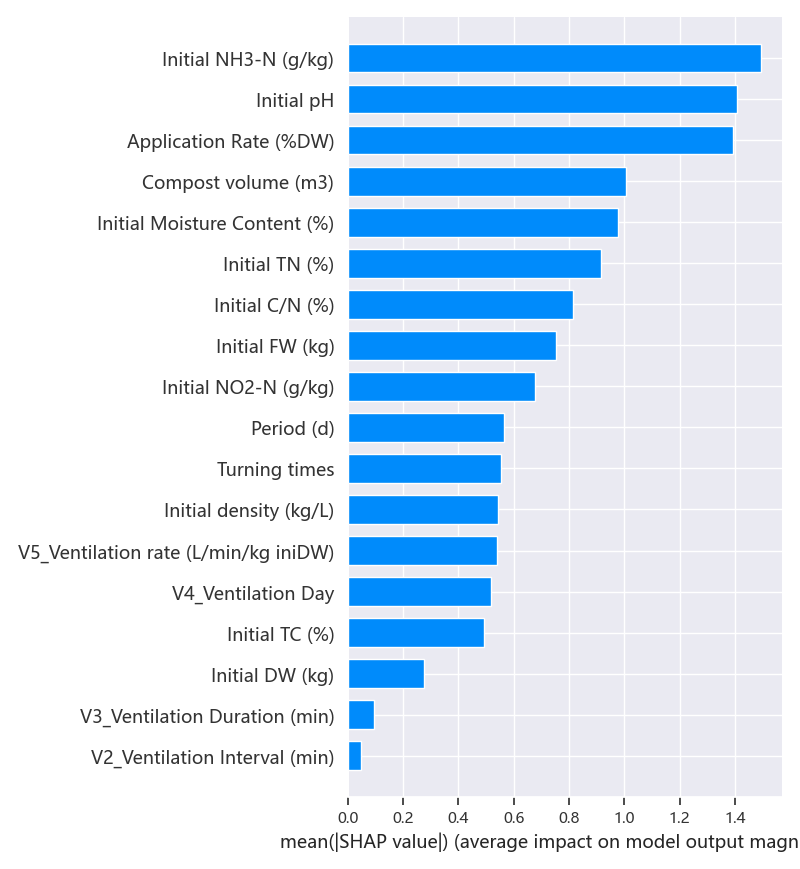 Initial NH3-N (g/kg)
Initial pH
Application Rate (%DW)
Compost volume (m3)
Initial Moisture Content (%)
Initial TN (%)
Initial C/N (%)
Initial FW (kg)
Initial NO2-N (g/kg)
Period (d)
Turning times
Initial density (kg/L)
V5_Ventilation rate (L/min/kg iniDW)
V4_Ventilation Day
Initial TC (%)
Initial DW (kg)
V3_Ventilation Duration (min)
V2_Ventilation Interval (min)
0.0 0.2 0.4 0.6 0.8 1.0 1.2 1.4
mean(|SHAP value|) (average impact on model output magn